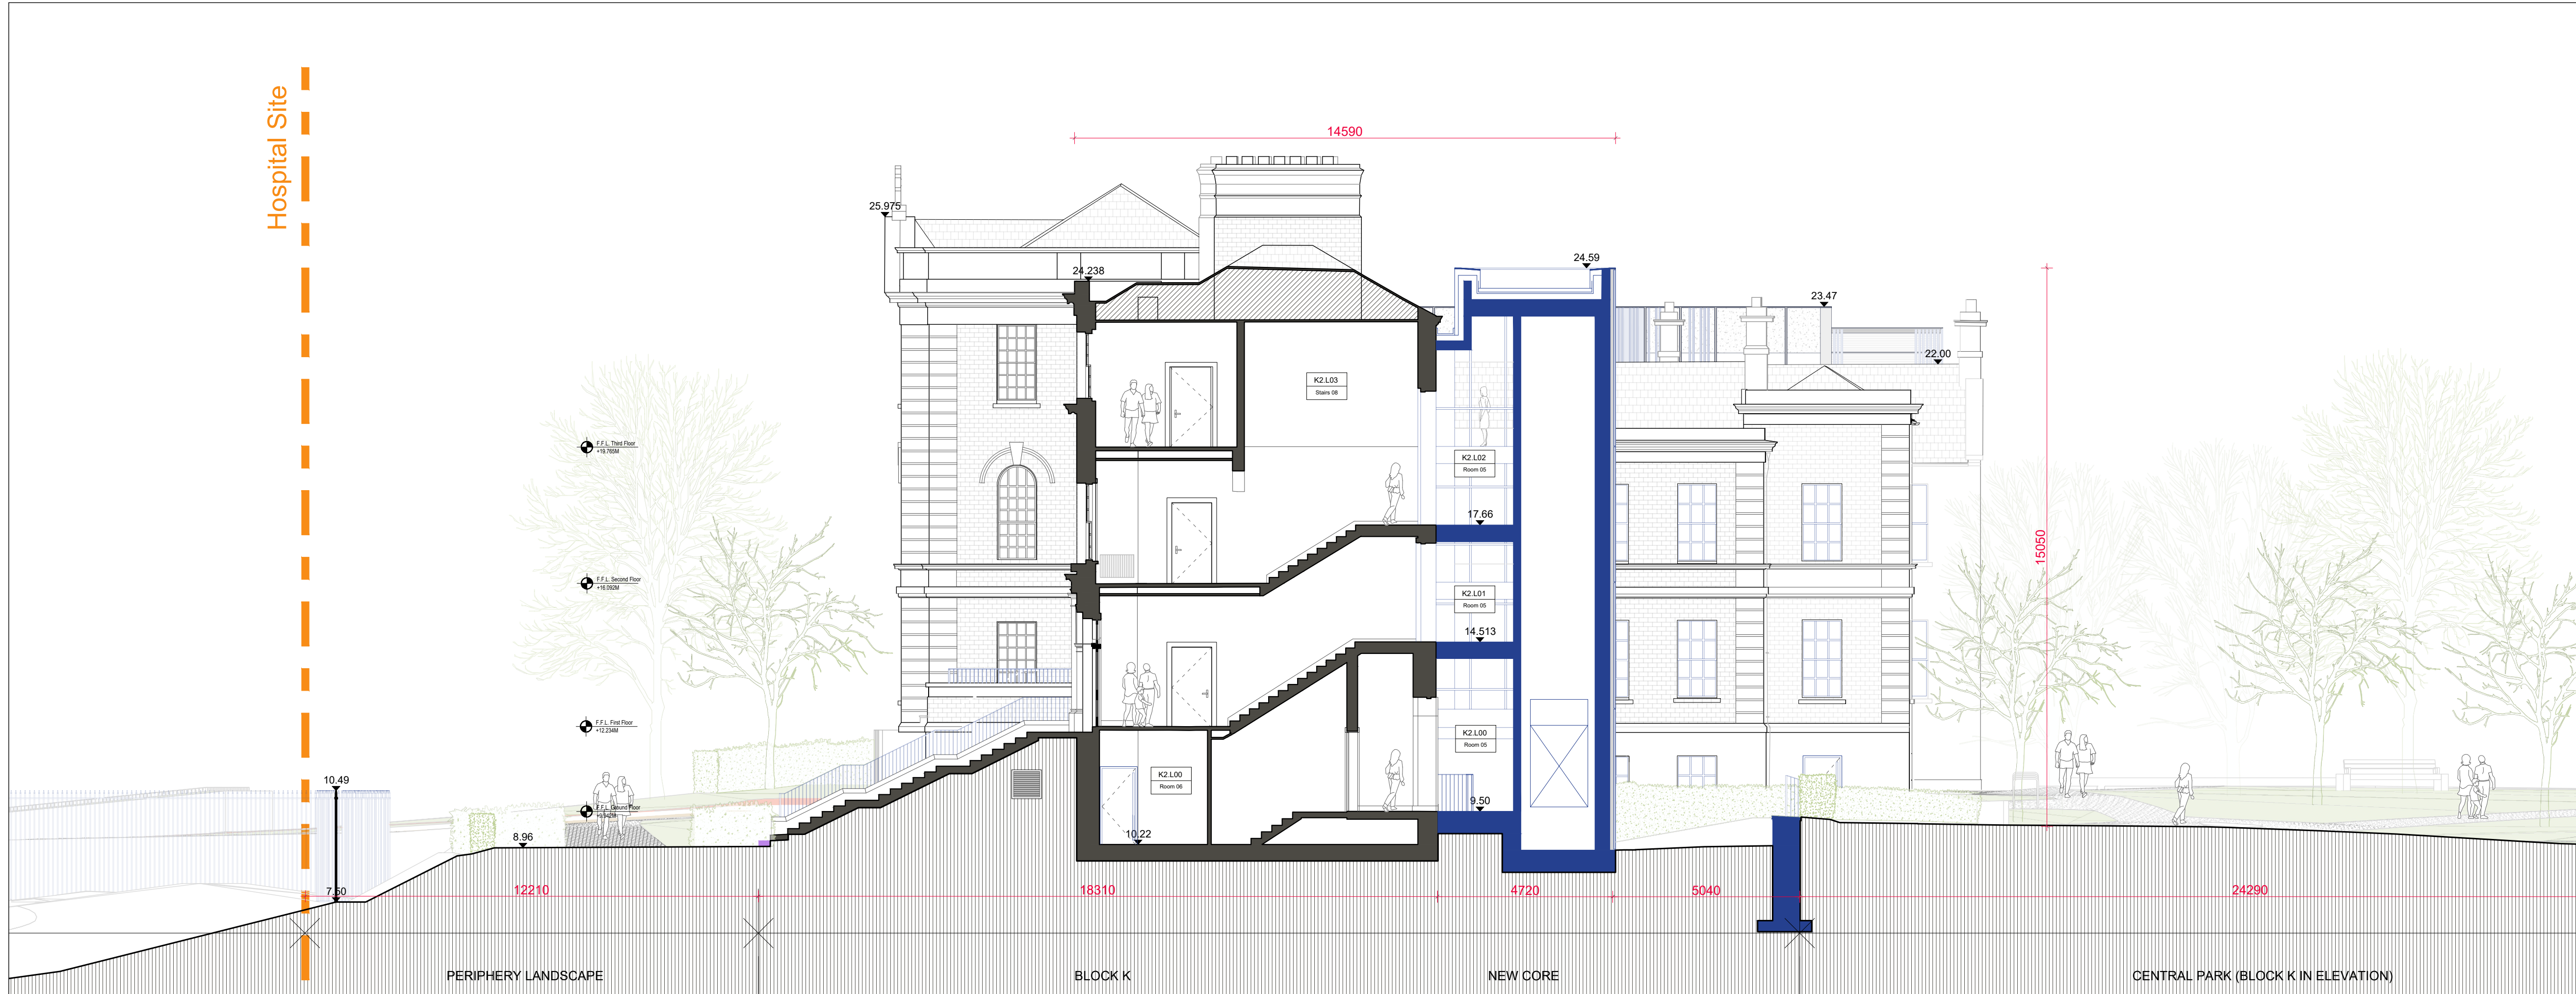 Hospital Site
14590
25.975
24.238
24.59
23.47
22.00
K2.L03
Stairs 08
F.F.L. Third Floor
+19.765M
K2.L02
Room 05
17.66
15050
F.F.L. Second Floor
+16.092M
K2.L01
Room 05
14.513
F.F.L. First Floor
+12.234M
K2.L00
Room 05
K2.L00
Room 06
10.49
F.F.L. Ground Floor
9.50
8.96
10.22
7.50
12210
18310
4720
5040
24290
PERIPHERY LANDSCAPE
BLOCK K
NEW CORE
CENTRAL PARK (BLOCK K IN ELEVATION)